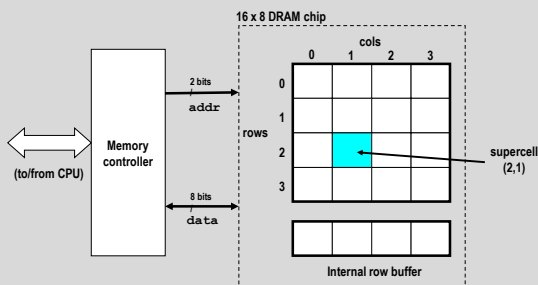 16 x 8 DRAM chip
cols
0 1 2 3
0
2 bits
addr
1
rows
Memory
controller
2
supercell
(2,1)
(to/from CPU)
3
8 bits
data
Internal row buffer